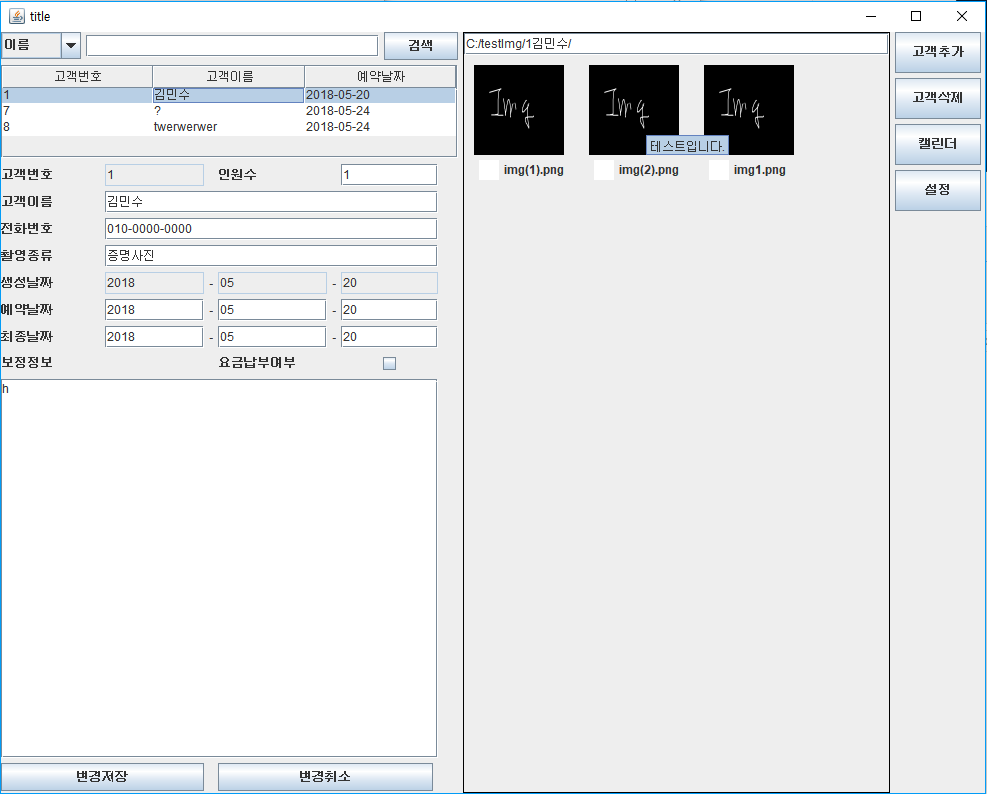 title
이름
검색
고객번호 고객이름 예약날짜
1 김민수 2018-05-20
7 ? 2018-05-24
8 twerwerwer 2018-05-24
고객번호 1 인원수 1
고객이름 김민수
전화번호 010-0000-0000
촬영종류 증명사진
생성날짜 2018 - 05 - 20
예약날짜 2018 - 05 - 20
최종날짜 2018 - 05 - 20
보정정보 요금납부여부
h
변경저장 변경취소
C:/testImg/1김민수/
Img Img Img
테스트입니다.
img(1).png img(2).png img1.png
고객추가
고객삭제
캘린더
설정